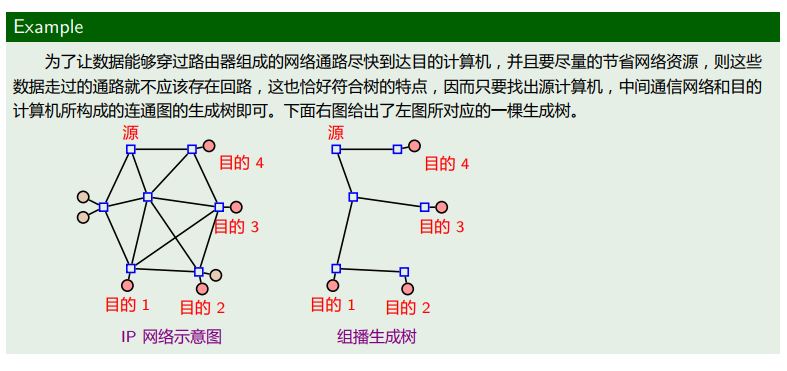 Example
为了让数据能够穿过路由器组成的网络通路尽快到达目的计算机，并且要尽量的节省网络资源，则这些
数据走过的通路就不应该存在回路，这也恰好符合树的特点，因而只要找出源计算机，中间通信网络和目的
计算机所构成的连通图的生成树即可。下面右图给出了左图所对应的一棵生成树。
源
目的 4
目的 3
目的 1
目的 2
IP 网络示意图
源
目的 4
目的 3
目的 1
目的 2
组播生成树